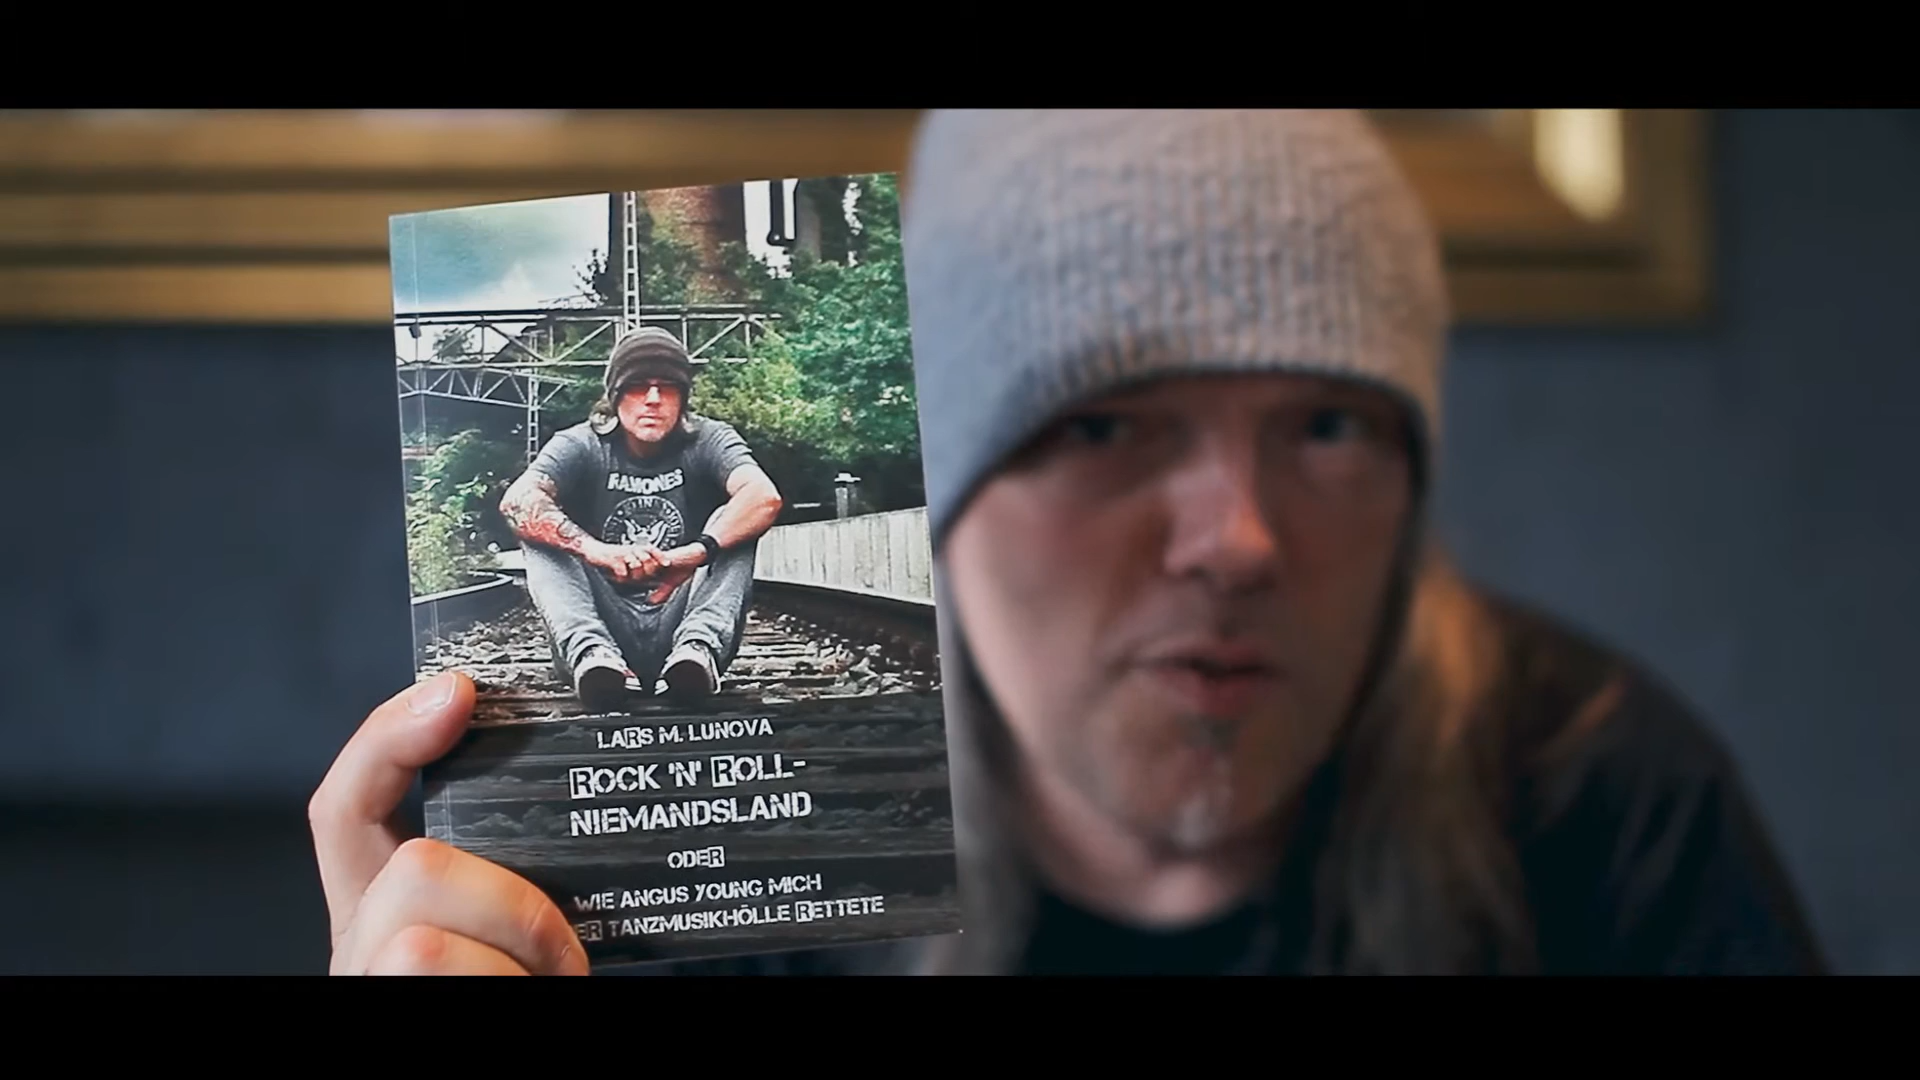 RAMONES
LARS M. LUNOVA
ROCK 'N' ROLL-
NIEMANDSLAND
ODER
WIE ANGUS YOUNG MICH
TANZMUSIKHÖLLE RETTETE